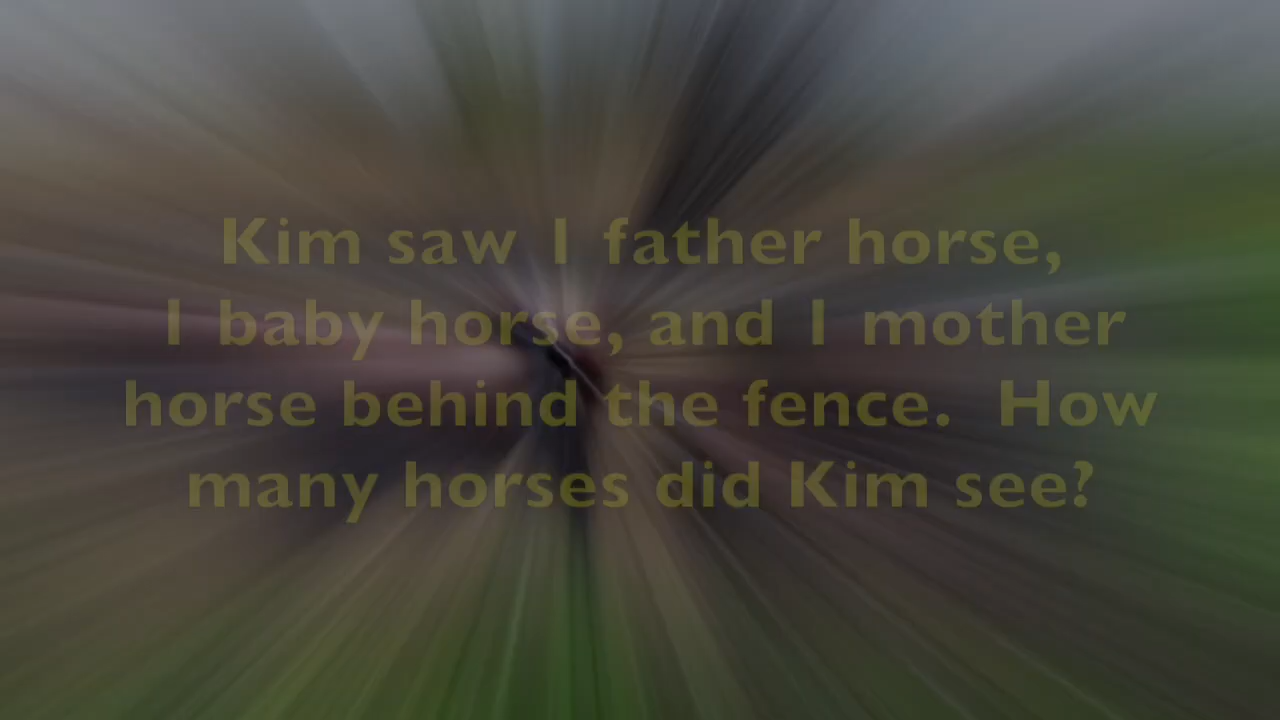 Kim saw 1 father horse,
1 baby horse, and 1 mother
horse behind the fence.  How
many horses did Kim see?